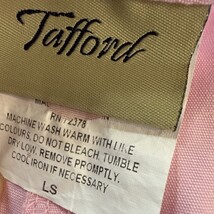 Tafford
RN 72378
MACHINE WASH WARM WITH LIKE
COLOURS. DO NOT BLEACH. TUMBLE
DRY LOW. REMOVE PROMPTLY.
COOL IRON IF NECESSARY
LS